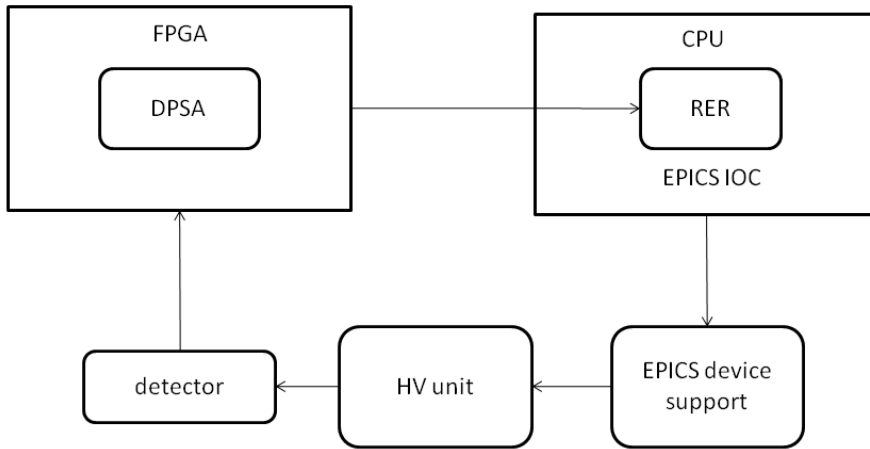 FPGA
DPSA
CPU
RER
EPICS IOC
detector
HV unit
EPICS device
support